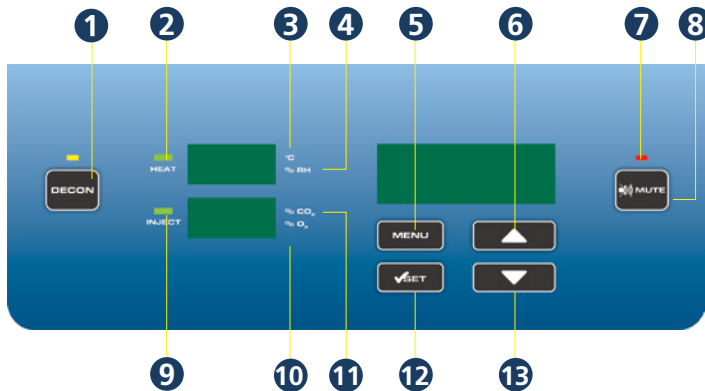 1 2 3 4 5 6 7 8
DECON
HEAT
°C
% RH
INJECT
% CO₂
% O₂
MENU
SET
MUTE
9 10 11 12 13